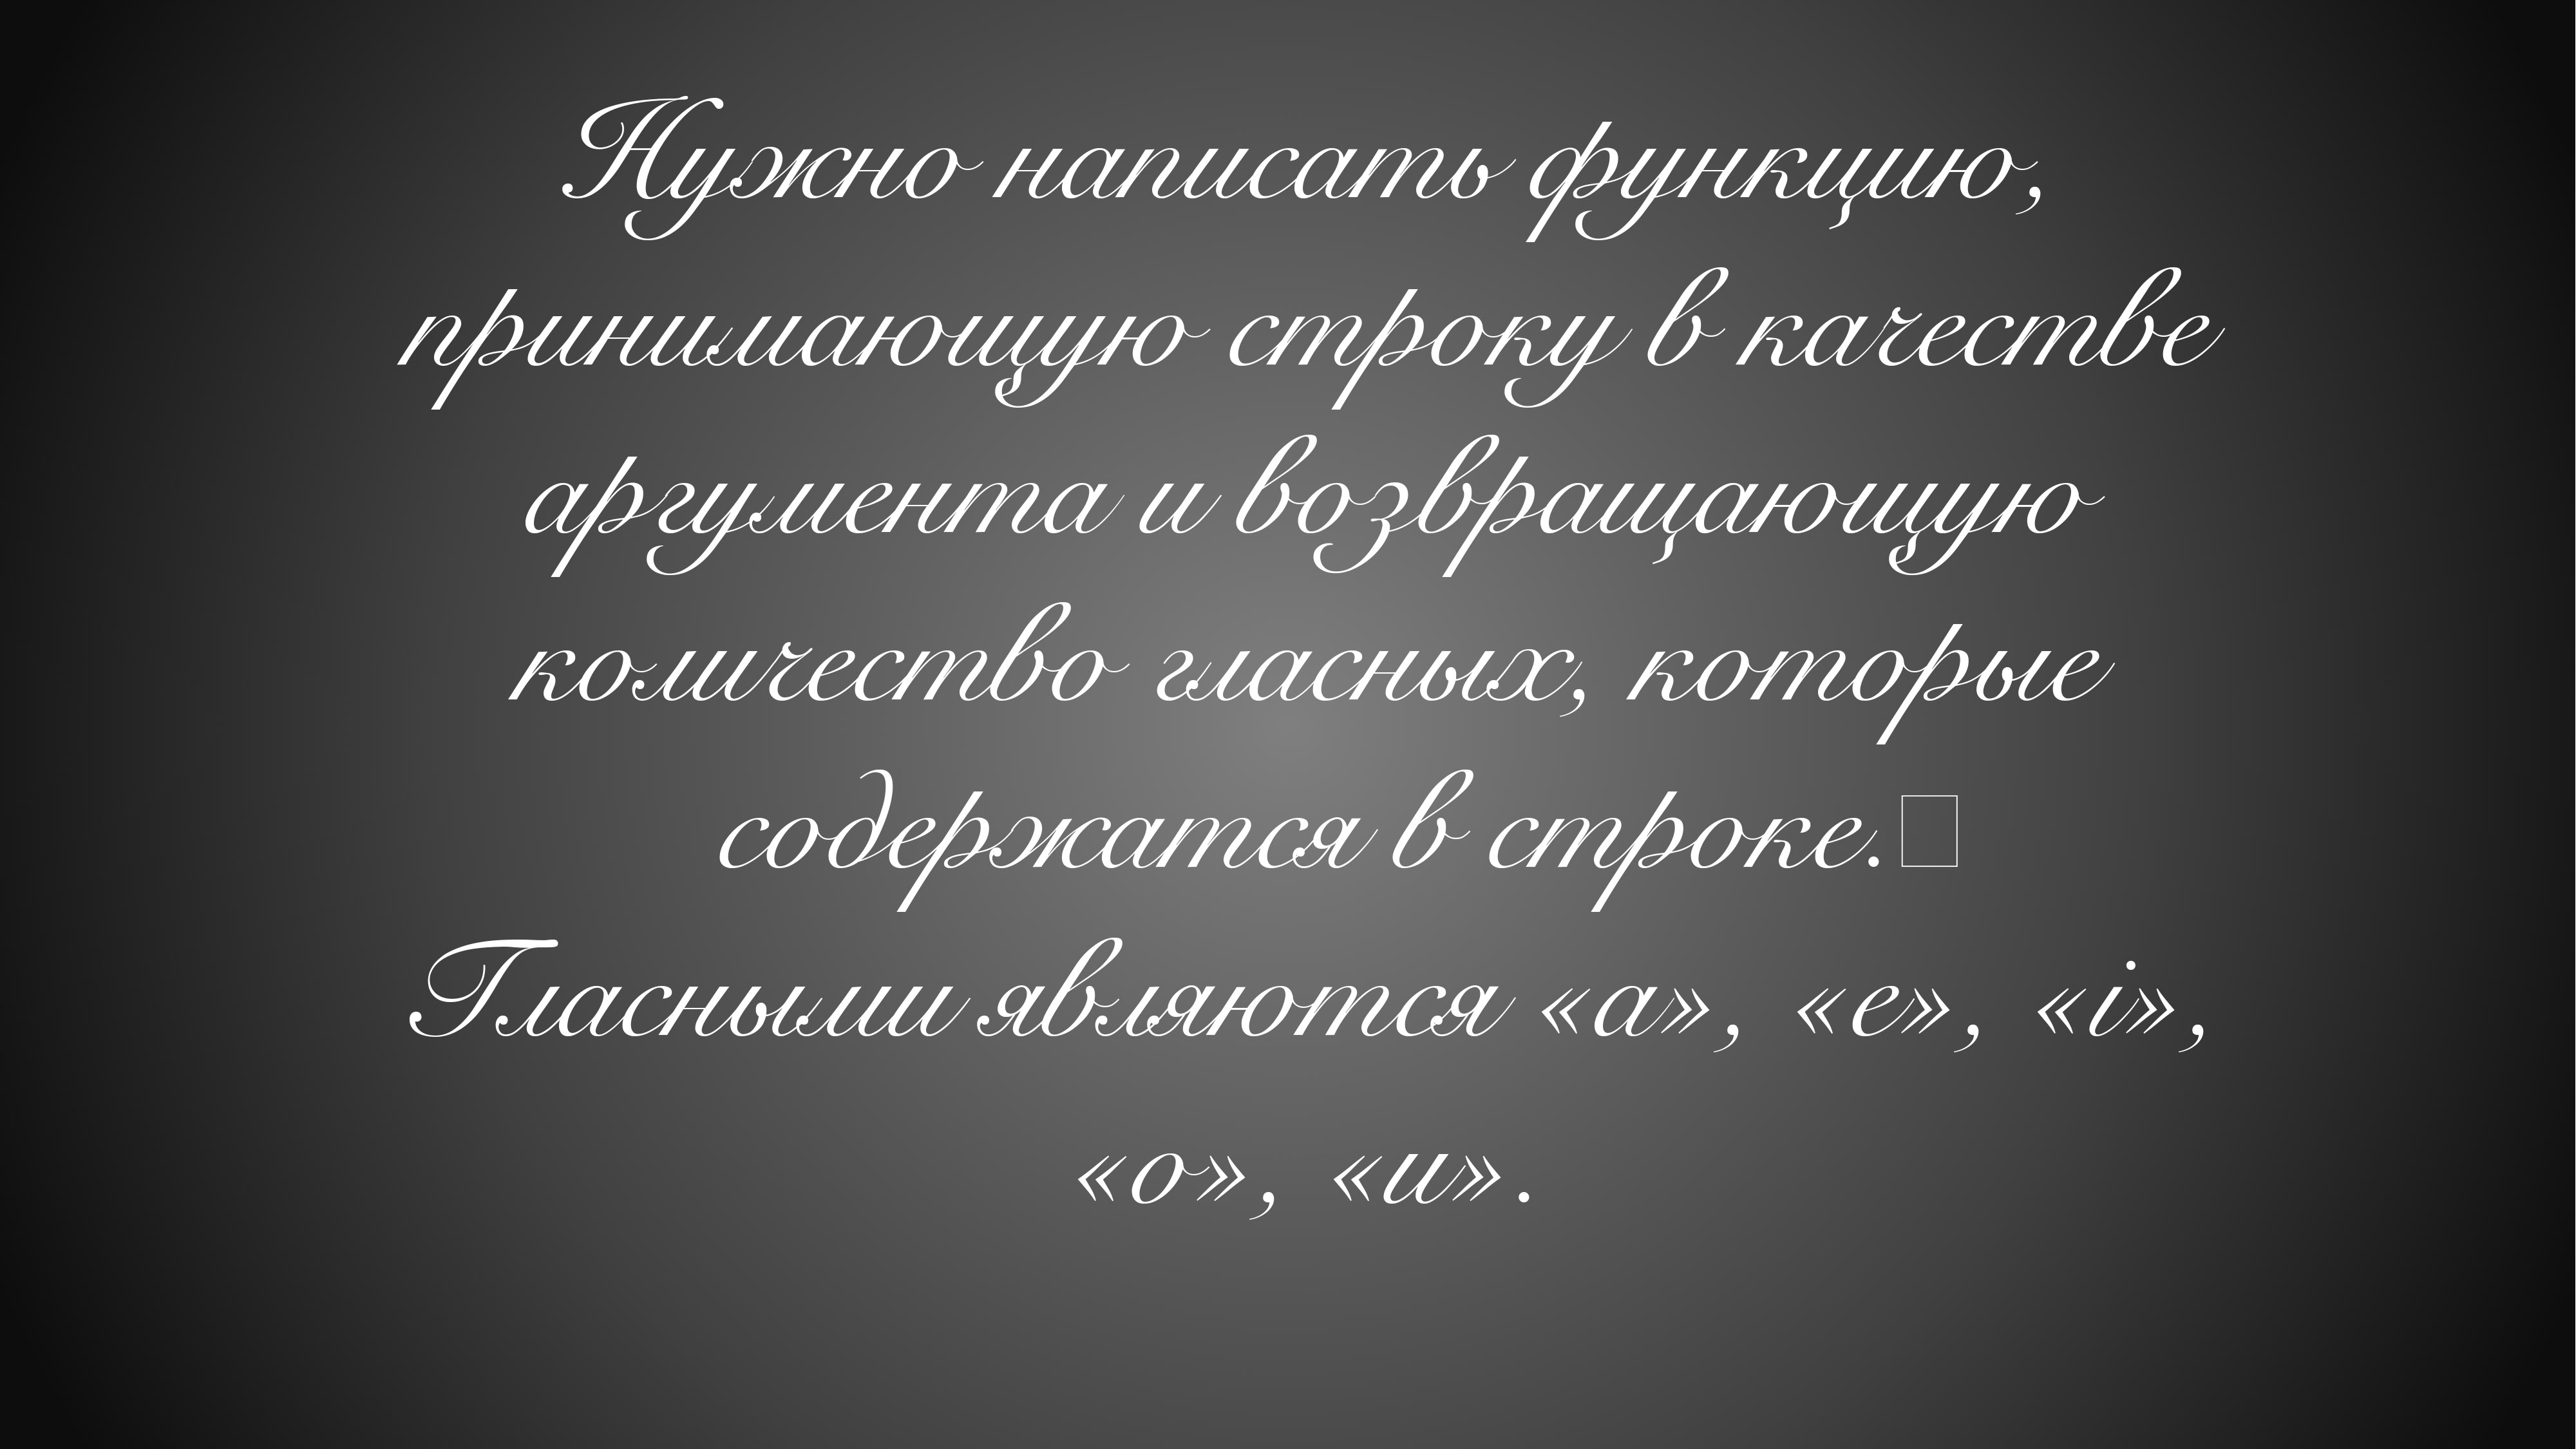 Нужно написать функцию,
принимающую строку в качестве
аргумента и возвращающую
количество гласных, которые
содержатся в строке.
Гласными являются «a», «e», «i»,
«o», «u».